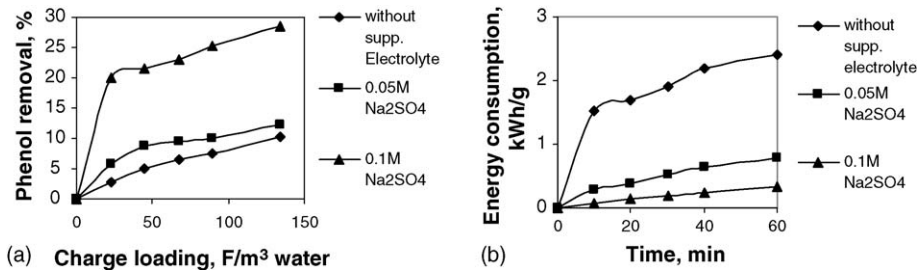 Phenol removal, %
35
30
25
20
15
10
5
0
0
50
100
150
(a) Charge loading, F/m³ water
without
supp.
Electrolyte
0.05M
Na2SO4
0.1M
Na2SO4
Energy consumption,
kWh/g
3
2
1
0
0
20
40
60
(b) Time, min
without
supp.
electrolyte
0.05M
Na2SO4
0.1M
Na2SO4